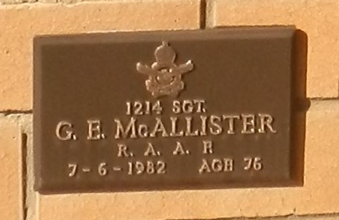 1214 SGT.
G. E. McALLISTER
R. A. A. F.
7 - 6 - 1982 AGE 76